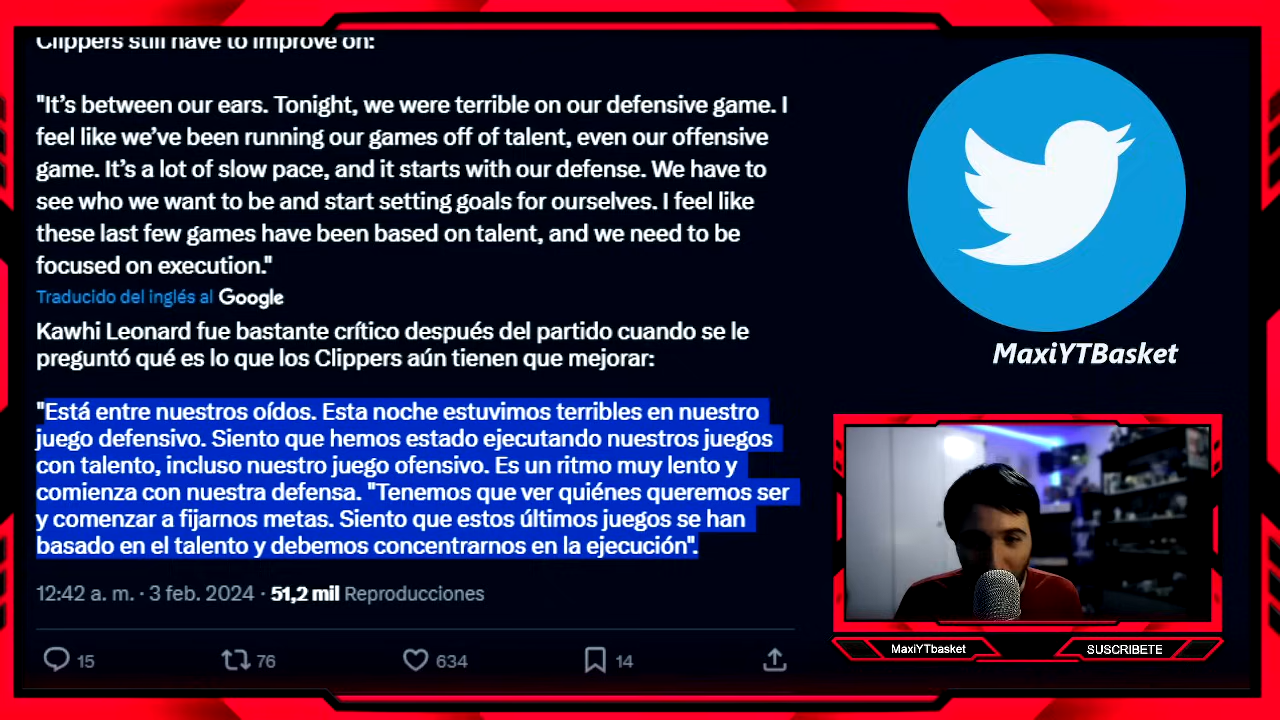 Clippers still have to improve on:
"It’s between our ears. Tonight, we were terrible on our defensive game. I
feel like we’ve been running our games off of talent, even our offensive
game. It’s a lot of slow pace, and it starts with our defense. We have to
see who we want to be and start setting goals for ourselves. I feel like
these last few games have been based on talent, and we need to be
focused on execution."
Traducido del inglés al Google
Kawhi Leonard fue bastante crítico después del partido cuando se le
preguntó qué es lo que los Clippers aún tienen que mejorar:
"Está entre nuestros oídos. Esta noche estuvimos terribles en nuestro
juego defensivo. Siento que hemos estado ejecutando nuestros juegos
con talento, incluso nuestro juego ofensivo. Es un ritmo muy lento y
comienza con nuestra defensa. "Tenemos que ver quiénes queremos ser
y comenzar a fijarnos metas. Siento que estos últimos juegos se han
basado en el talento y debemos concentrarnos en la ejecución".
12:42 a. m. · 3 feb. 2024 · 51,2 mil Reproducciones
15 76 634 14
MaxiYTBasket
MaxiYTbasket
SUSCRIBETE